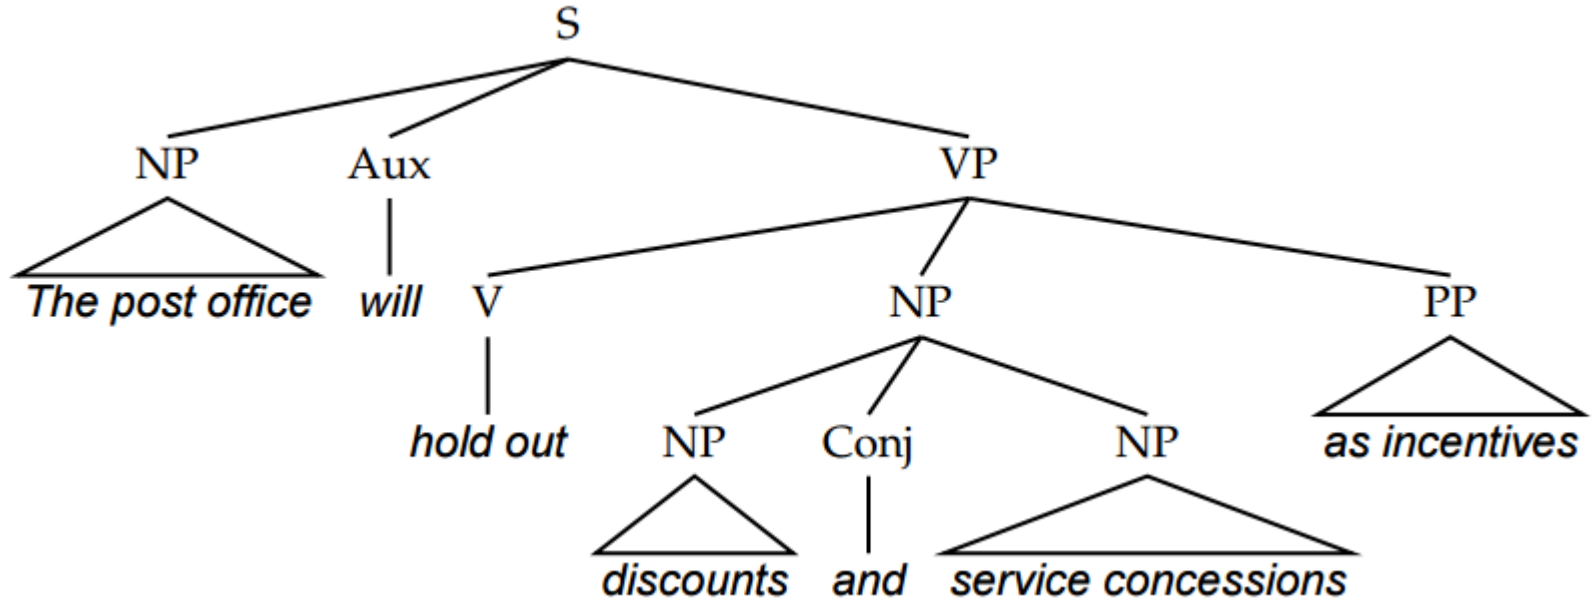 S
NP Aux VP
The post office will V NP PP
hold out NP Conj NP as incentives
discounts and service concessions